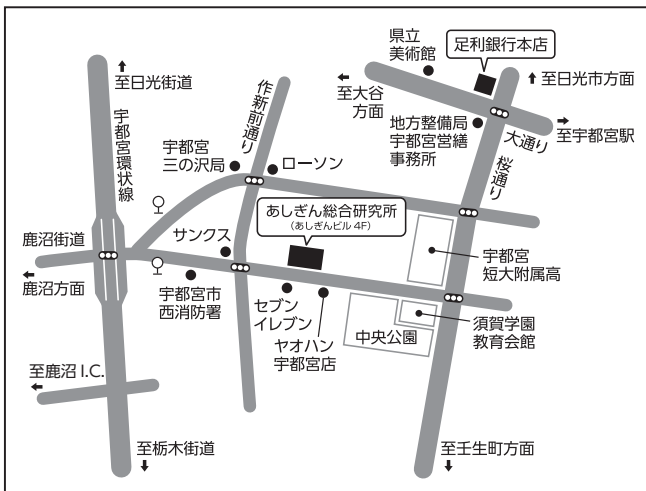 県立
美術館
足利銀行本店
至日光街道
作新前通り
至大谷
方面
至日光市方面
地方整備局
宇都宮営繕
事務所
大通り
至宇都宮駅
宇都宮環状線
宇都宮
三の沢局
ローソン
桜通り
あしぎん総合研究所
(あしぎんビル 4F)
鹿沼街道
サンクス
鹿沼方面
宇都宮市
西消防署
セブン
イレブン
ヤオハン
宇都宮店
宇都宮
短大附属高
須賀学園
教育会館
中央公園
至鹿沼 I.C.
至栃木街道
至壬生町方面